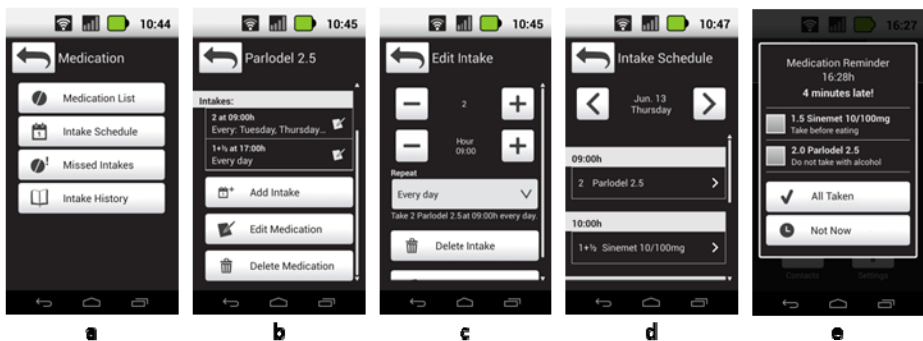 10:44
Medication
Medication List
Intake Schedule
Missed Intakes
Intake History
a
10:45
Parlodel 2.5
Intakes:
2 at 09:00h
Every: Tuesday, Thursday...
1+½ at 17:00h
Every day
Add Intake
Edit Medication
Delete Medication
b
10:45
Edit Intake
2
Hour
09:00
Repeat
Every day
Take 2 Parlodel 2.5 at 09:00h every day.
Delete Intake
c
10:47
Intake Schedule
Jun. 13
Thursday
09:00h
2 Parlodel 2.5
10:00h
1+½ Sinemet 10/100mg
d
16:27
Medication Reminder
16:28h
4 minutes late!
1.5 Sinemet 10/100mg
Take before eating
2.0 Parlodel 2.5
Do not take with alcohol
All Taken
Not Now
Contacts
Settings
e